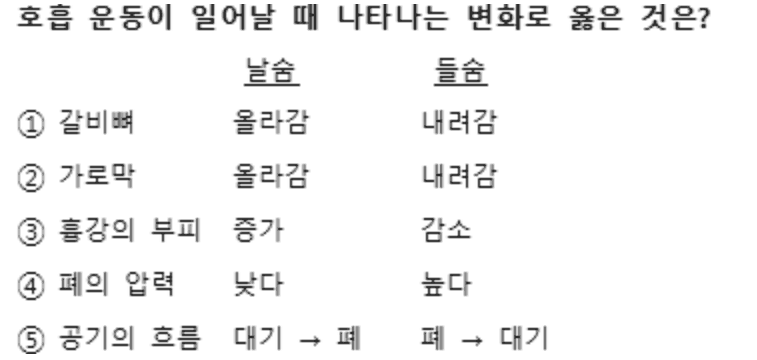 호흡 운동이 일어날 때 나타나는 변화로 옳은 것은?
날숨 들숨
① 갈비뼈 올라감 내려감
② 가로막 올라감 내려감
③ 흉강의 부피 증가 감소
④ 폐의 압력 낮다 높다
⑤ 공기의 흐름 대기 → 폐 폐 → 대기